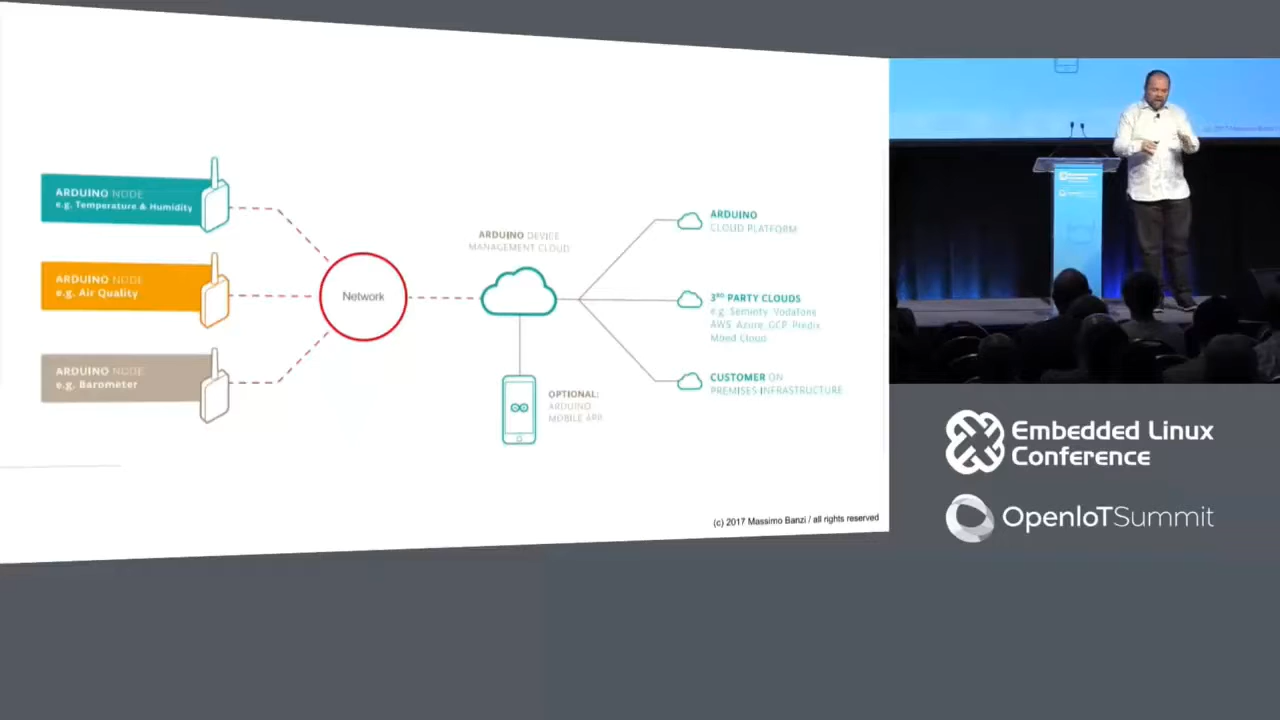 ARDUINO NODE
e.g. Temperature & Humidity
ARDUINO NODE
e.g. Air Quality
ARDUINO NODE
e.g. Barometer
Network
ARDUINO DEVICE
MANAGEMENT CLOUD
OPTIONAL:
ARDUINO
MOBILE APP
ARDUINO
CLOUD PLATFORM
3RD PARTY CLOUDS
e.g. Semioty, Vodafone
AWS, Azure, GCP, Predix
Mbed Cloud
CUSTOMER ON
PREMISES INFRASTRUCTURE
(c) 2017 Massimo Banzi / all rights reserved
Embedded Linux
Conference
OpenIoTSummit